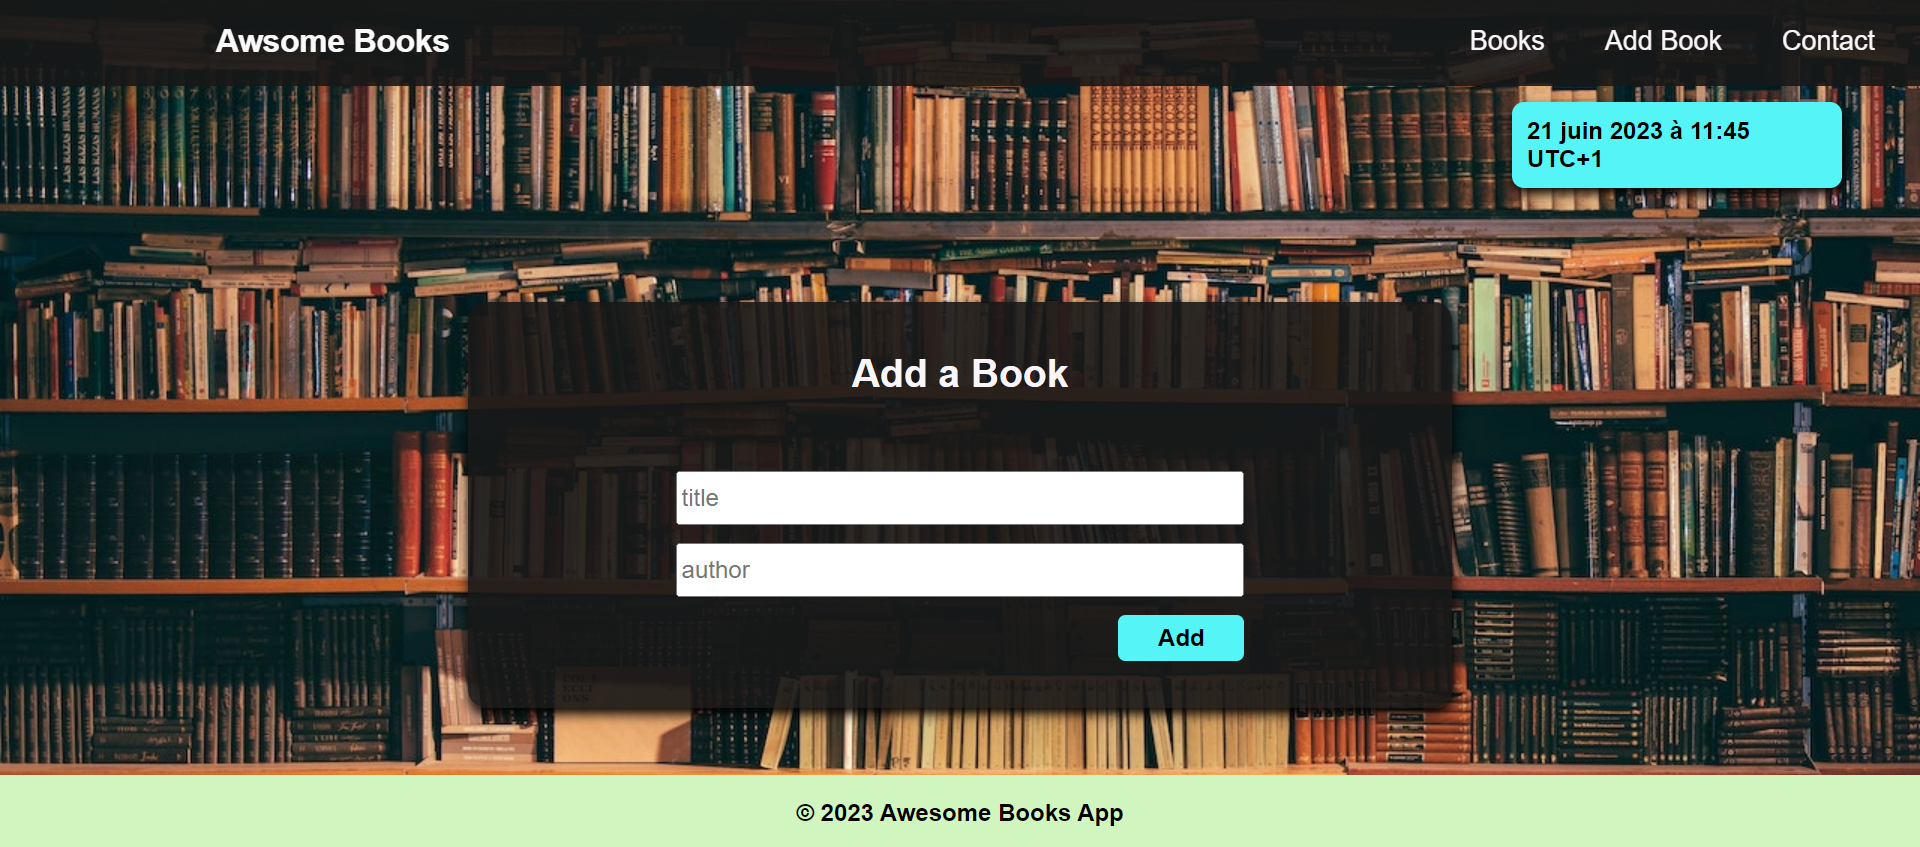 Awsome Books
Books
Add Book
Contact
21 juin 2023 à 11:45
UTC+1
Add a Book
title
author
Add
© 2023 Awesome Books App